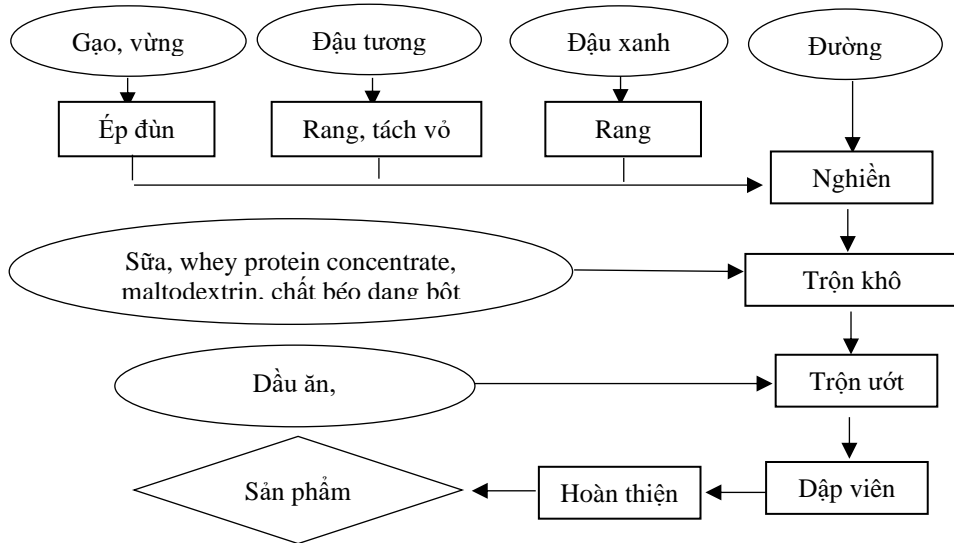 Gạo, vừng
Đậu tương
Đậu xanh
Đường
Ép đùn
Rang, tách vỏ
Rang
Nghiền
Sữa, whey protein concentrate,
maltodextrin, chất béo dạng bột
Trộn khô
Dầu ăn,
Trộn ướt
Sản phẩm
Hoàn thiện
Dập viên